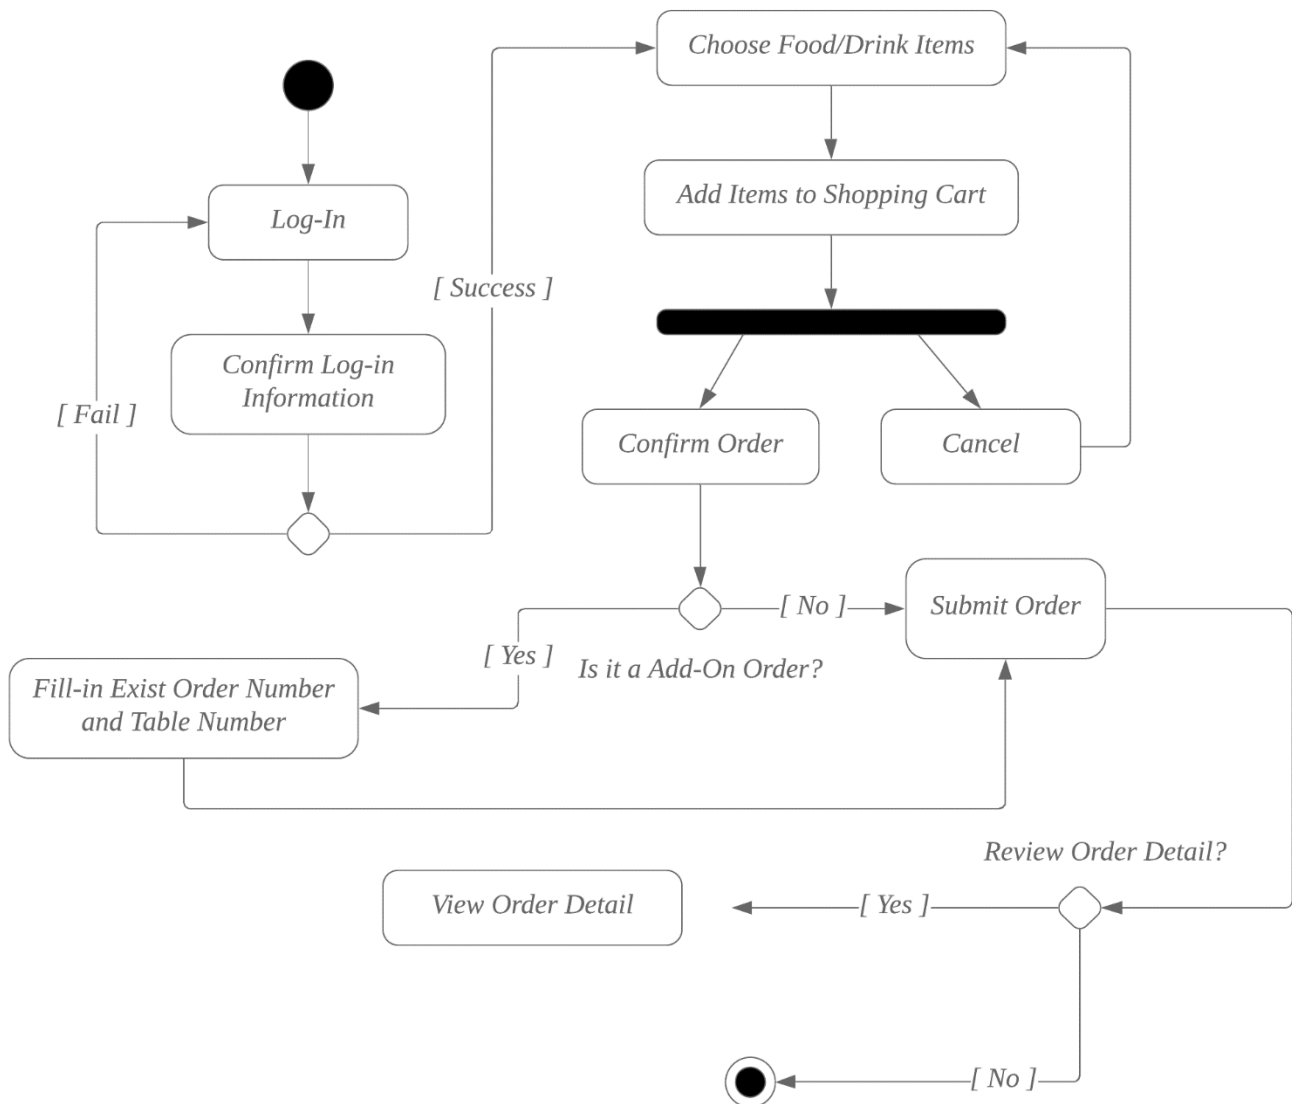 Choose Food/Drink Items
Add Items to Shopping Cart
Log-In
[ Success ]
Confirm Log-in
Information
[ Fail ]
Confirm Order
Cancel
[ No ]
Submit Order
[ Yes ]
Is it a Add-On Order?
Fill-in Exist Order Number
and Table Number
Review Order Detail?
View Order Detail
[ Yes ]
[ No ]